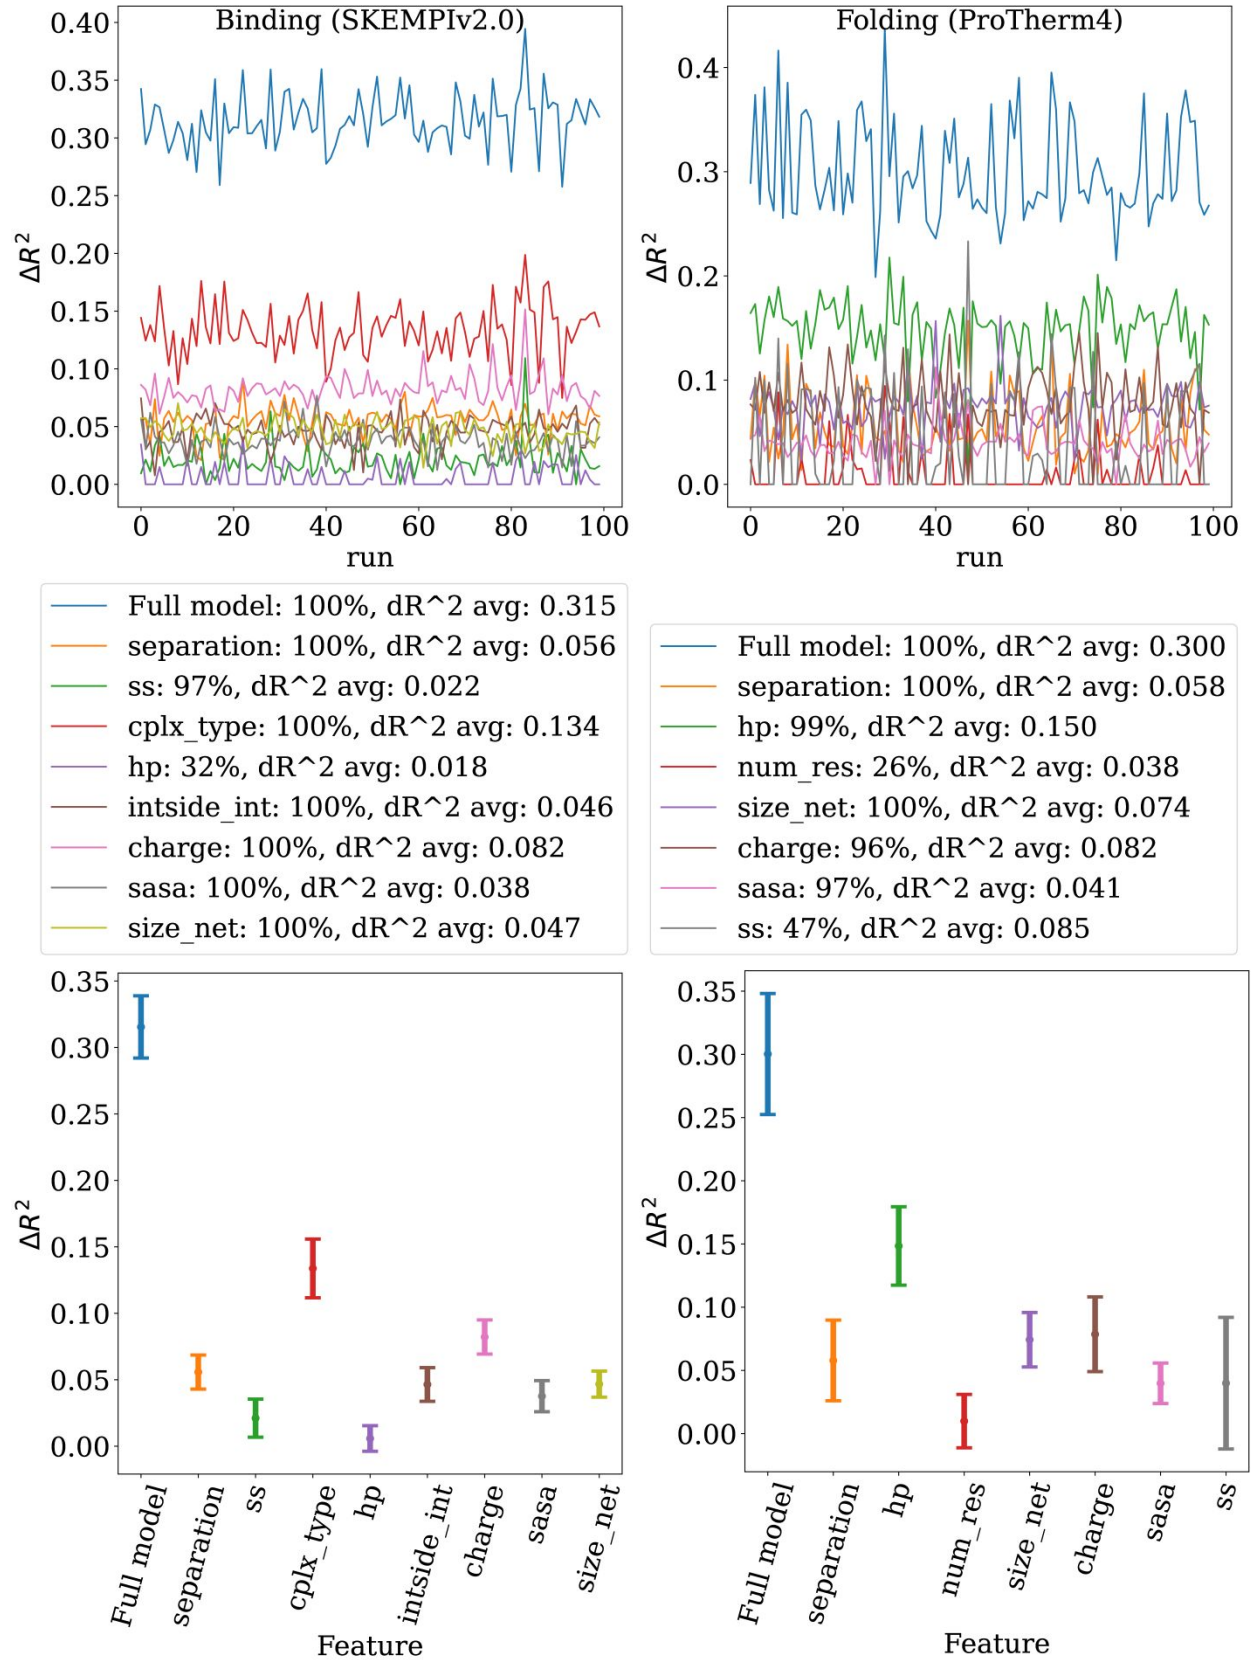 Binding (SKEMPIv2.0)
0.40
0.35
0.30
0.25
0.20
0.15
0.10
0.05
0.00
ΔR²
0 20 40 60 80 100
run
Folding (ProTherm4)
0.4
0.3
0.2
0.1
0.0
ΔR²
0 20 40 60 80 100
run
Full model: 100%, dR^2 avg: 0.315
separation: 100%, dR^2 avg: 0.056
ss: 97%, dR^2 avg: 0.022
cplx_type: 100%, dR^2 avg: 0.134
hp: 32%, dR^2 avg: 0.018
intside_int: 100%, dR^2 avg: 0.046
charge: 100%, dR^2 avg: 0.082
sasa: 100%, dR^2 avg: 0.038
size_net: 100%, dR^2 avg: 0.047
Full model: 100%, dR^2 avg: 0.300
separation: 100%, dR^2 avg: 0.058
hp: 99%, dR^2 avg: 0.150
num_res: 26%, dR^2 avg: 0.038
size_net: 100%, dR^2 avg: 0.074
charge: 96%, dR^2 avg: 0.082
sasa: 97%, dR^2 avg: 0.041
ss: 47%, dR^2 avg: 0.085
0.35
0.30
0.25
0.20
0.15
0.10
0.05
0.00
ΔR²
Full model
separation
ss
cplx_type
hp
intside_int
charge
sasa
size_net
Feature
0.35
0.30
0.25
0.20
0.15
0.10
0.05
0.00
ΔR²
Full model
separation
hp
num_res
size_net
charge
sasa
ss
Feature